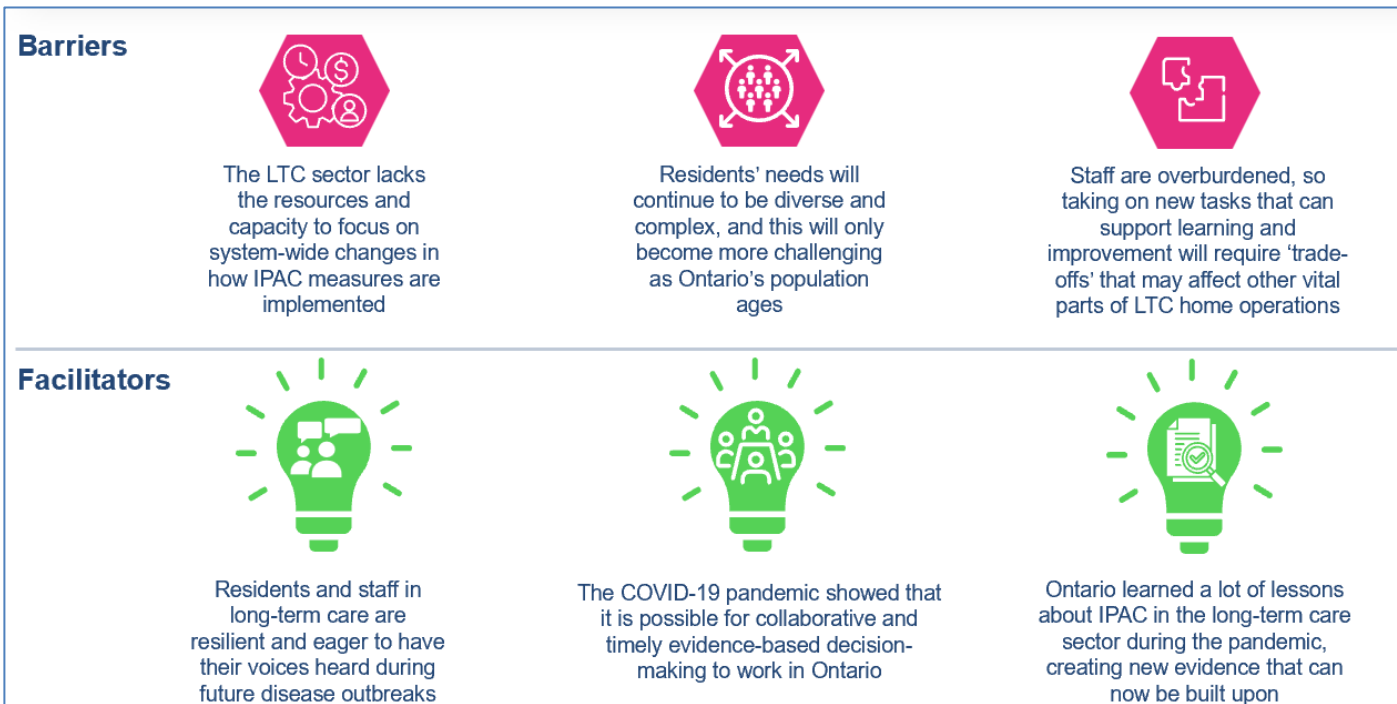 Barriers
The LTC sector lacks
the resources and
capacity to focus on
system-wide changes in
how IPAC measures are
implemented
Residents’ needs will
continue to be diverse and
complex, and this will only
become more challenging
as Ontario’s population
ages
Staff are overburdened, so
taking on new tasks that can
support learning and
improvement will require ‘trade-
offs’ that may affect other vital
parts of LTC home operations
Facilitators
Residents and staff in
long-term care are
resilient and eager to have
their voices heard during
future disease outbreaks
The COVID-19 pandemic showed that
it is possible for collaborative and
timely evidence-based decision-
making to work in Ontario
Ontario learned a lot of lessons
about IPAC in the long-term care
sector during the pandemic,
creating new evidence that can
now be built upon